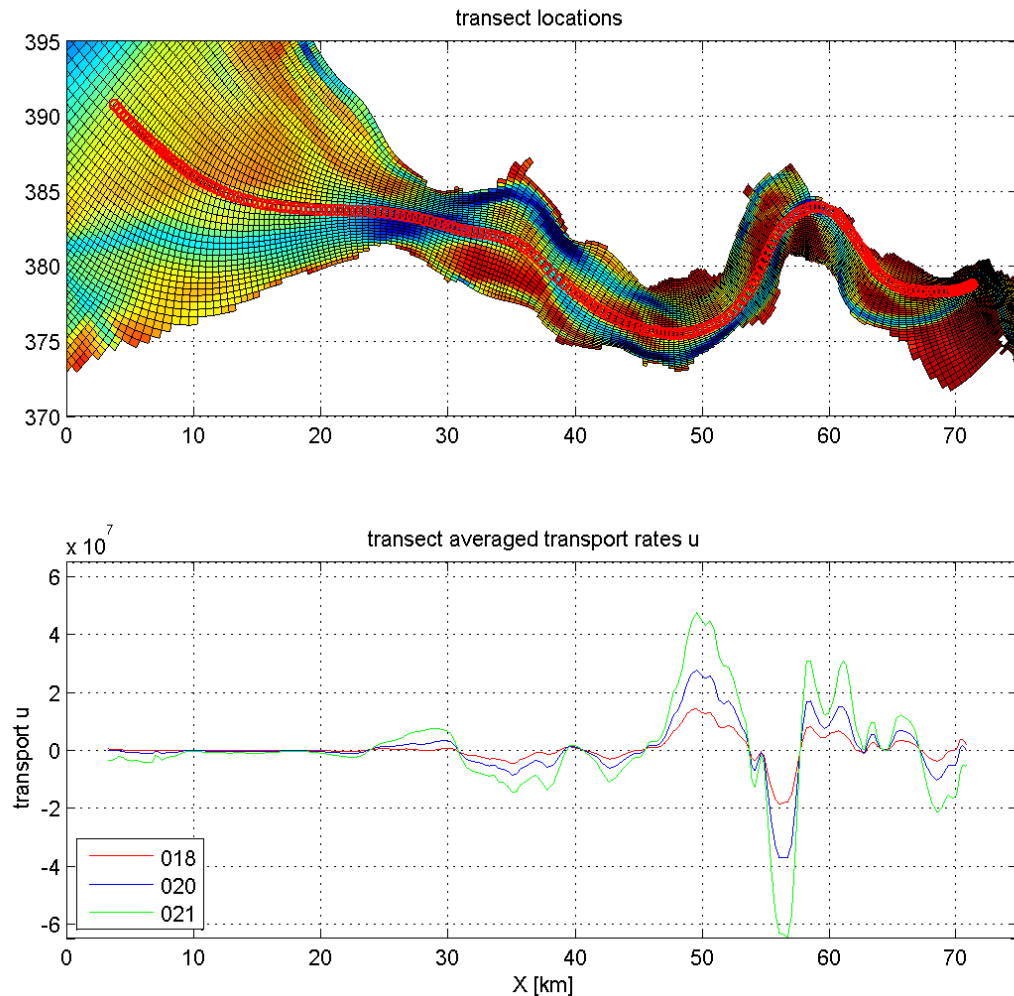 transect locations
395
390
385
380
375
370
0 10 20 30 40 50 60 70
x 10^7
transect averaged transport rates u
6
4
2
0
-2
-4
-6
transport u
018
020
021
0 10 20 30 40 50 60 70
X [km]